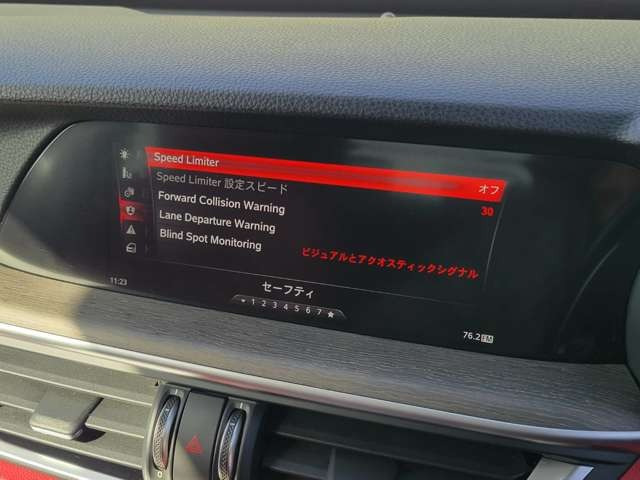 Speed Limiter オフ
Speed Limiter 設定スピード 30
Forward Collision Warning
Lane Departure Warning
Blind Spot Monitoring ビジュアルとアクオスティックシグナル
セーフティ
11:23
1 2 3 4 5 6 7 ★
76.2 FM